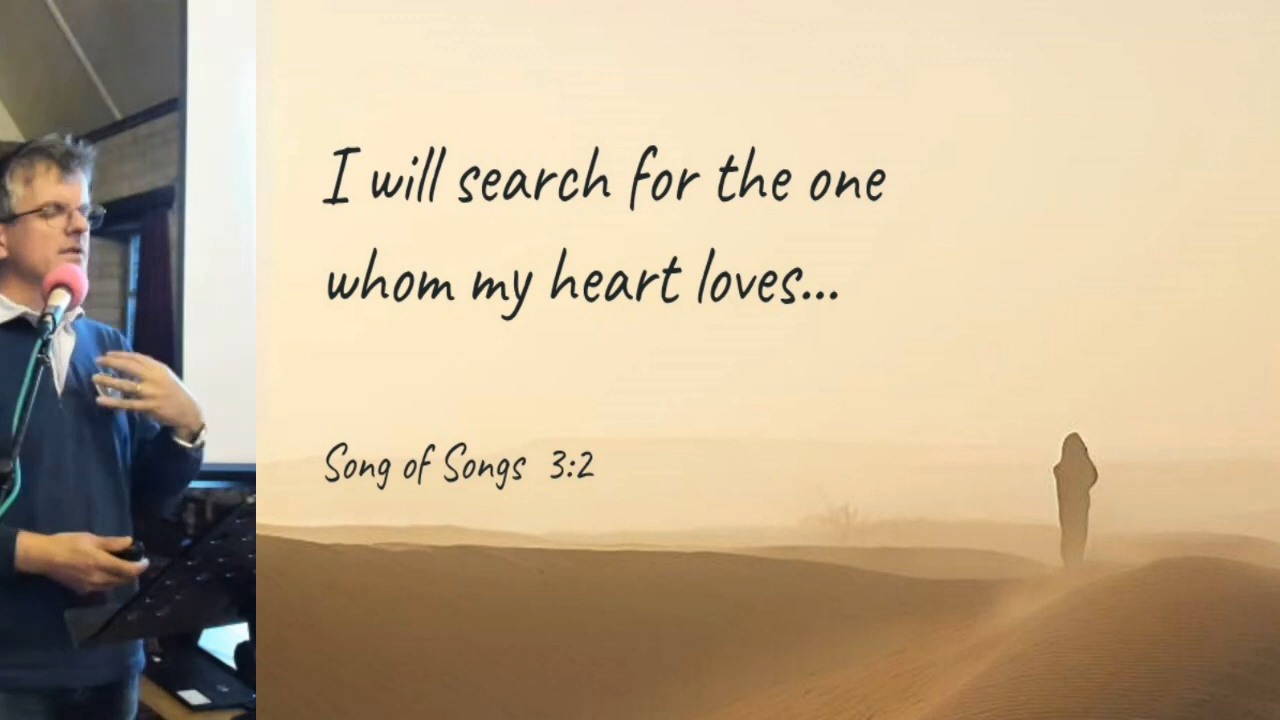 I will search for the one
whom my heart loves...
Song of Songs 3:2